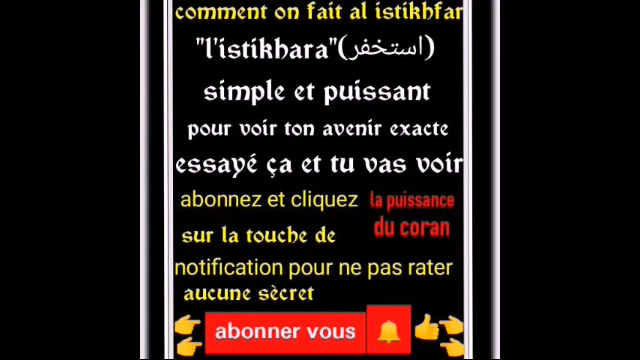 comment on fait al istikhfar
"l'istikhara"(استخفر)
simple et puissant
pour voir ton avenir exacte
essayé ça et tu vas voir
abonnez et cliquez
la puissance
du coran
sur la touche de
notification pour ne pas rater
aucune sècret
abonner vous